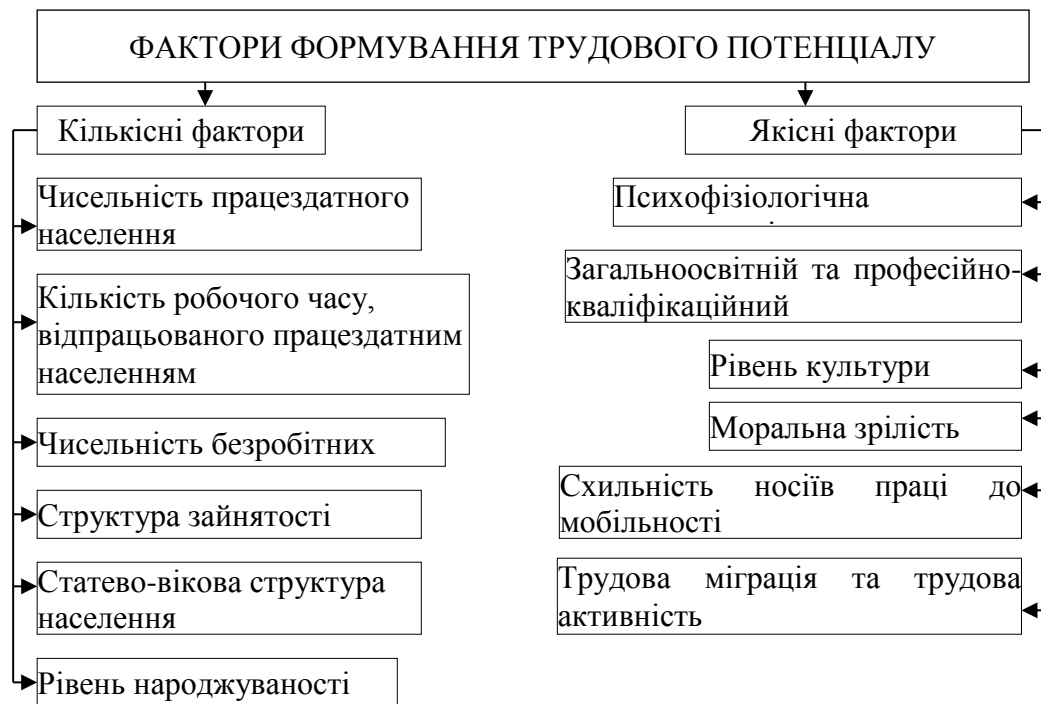 ФАКТОРИ ФОРМУВАННЯ ТРУДОВОГО ПОТЕНЦІАЛУ
Кількісні фактори
Чисельність працездатного
населення
Кількість робочого часу,
відпрацьованого працездатним
населенням
Чисельність безробітних
Структура зайнятості
Статево-вікова структура
населення
Рівень народжуваності
Якісні фактори
Психофізіологічна
Загальноосвітній та професійно-
кваліфікаційний
Рівень культури
Моральна зрілість
Схильність носіїв праці до
мобільності
Трудова міграція та трудова
активність